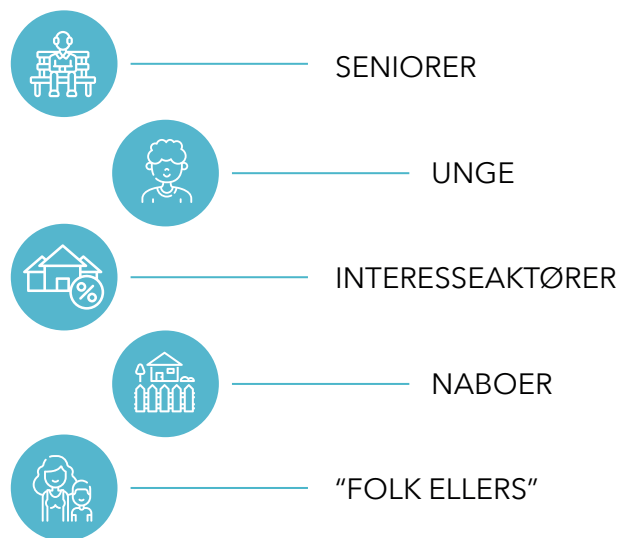 SENIORER
UNGE
%
INTERESSEAKTØRER
NABOER
“FOLK ELLERS”